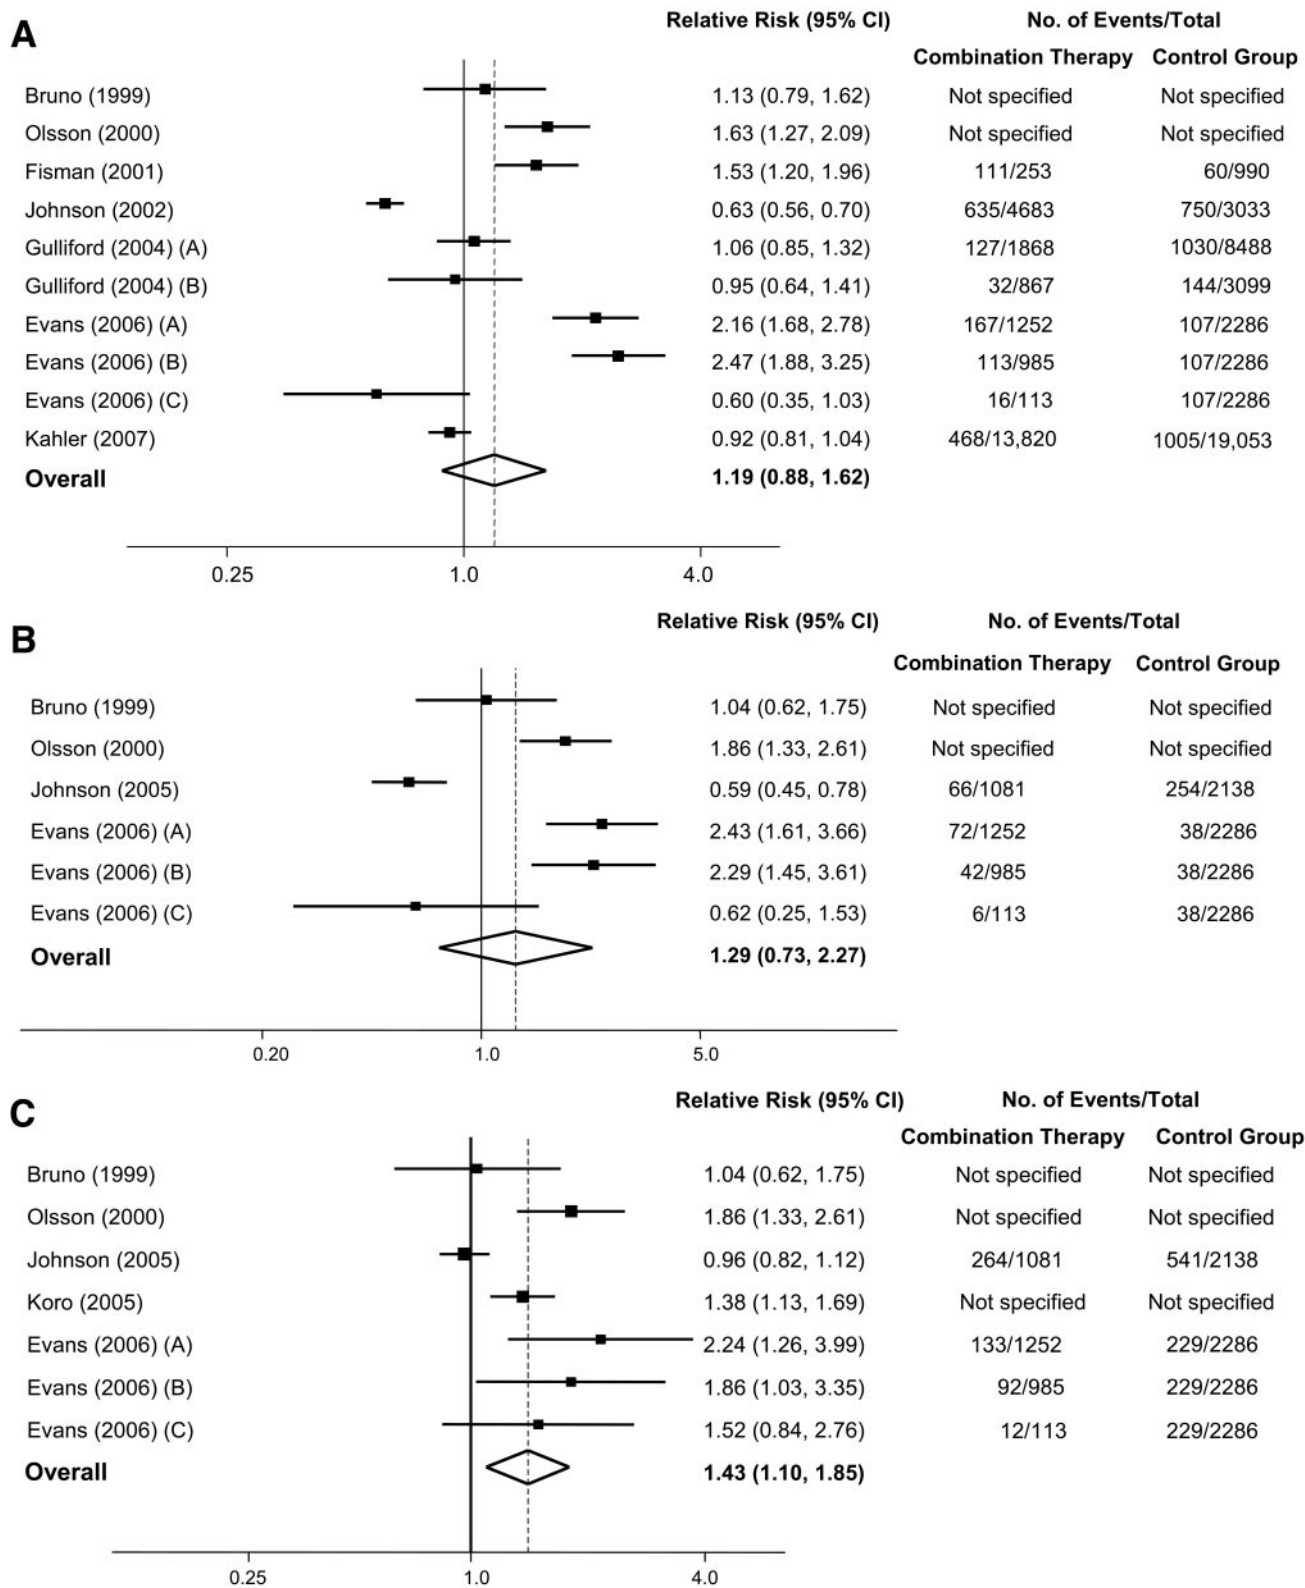 A
Relative Risk (95% CI) No. of Events/Total
Combination Therapy Control Group
Bruno (1999) 1.13 (0.79, 1.62) Not specified Not specified
Olsson (2000) 1.63 (1.27, 2.09) Not specified Not specified
Fisman (2001) 1.53 (1.20, 1.96) 111/253 60/990
Johnson (2002) 0.63 (0.56, 0.70) 635/4683 750/3033
Gulliford (2004) (A) 1.06 (0.85, 1.32) 127/1868 1030/8488
Gulliford (2004) (B) 0.95 (0.64, 1.41) 32/867 144/3099
Evans (2006) (A) 2.16 (1.68, 2.78) 167/1252 107/2286
Evans (2006) (B) 2.47 (1.88, 3.25) 113/985 107/2286
Evans (2006) (C) 0.60 (0.35, 1.03) 16/113 107/2286
Kahler (2007) 0.92 (0.81, 1.04) 468/13,820 1005/19,053
Overall 1.19 (0.88, 1.62)
0.25 1.0 4.0
B
Relative Risk (95% CI) No. of Events/Total
Combination Therapy Control Group
Bruno (1999) 1.04 (0.62, 1.75) Not specified Not specified
Olsson (2000) 1.86 (1.33, 2.61) Not specified Not specified
Johnson (2005) 0.59 (0.45, 0.78) 66/1081 254/2138
Evans (2006) (A) 2.43 (1.61, 3.66) 72/1252 38/2286
Evans (2006) (B) 2.29 (1.45, 3.61) 42/985 38/2286
Evans (2006) (C) 0.62 (0.25, 1.53) 6/113 38/2286
Overall 1.29 (0.73, 2.27)
0.20 1.0 5.0
C
Relative Risk (95% CI) No. of Events/Total
Combination Therapy Control Group
Bruno (1999) 1.04 (0.62, 1.75) Not specified Not specified
Olsson (2000) 1.86 (1.33, 2.61) Not specified Not specified
Johnson (2005) 0.96 (0.82, 1.12) 264/1081 541/2138
Koro (2005) 1.38 (1.13, 1.69) Not specified Not specified
Evans (2006) (A) 2.24 (1.26, 3.99) 133/1252 229/2286
Evans (2006) (B) 1.86 (1.03, 3.35) 92/985 229/2286
Evans (2006) (C) 1.52 (0.84, 2.76) 12/113 229/2286
Overall 1.43 (1.10, 1.85)
0.25 1.0 4.0